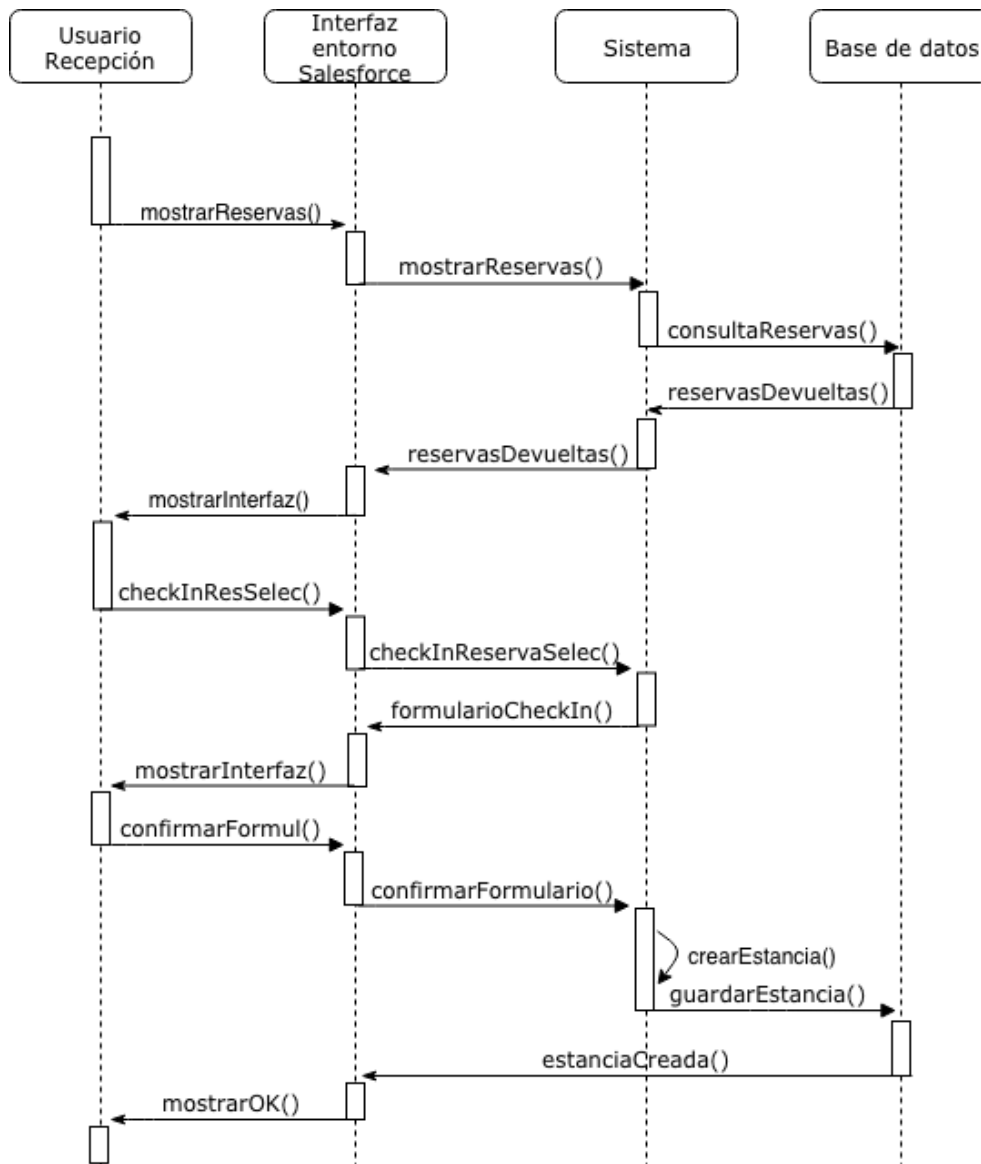 Usuario
Recepción
Interfaz
entorno
Salesforce
Sistema
Base de datos
mostrarReservas()
mostrarReservas()
consultaReservas()
reservasDevueltas()
reservasDevueltas()
mostrarInterfaz()
checkInResSelec()
checkInReservaSelec()
formularioCheckIn()
mostrarInterfaz()
confirmarFormul()
confirmarFormulario()
crearEstancia()
guardarEstancia()
estanciaCreada()
mostrarOK()